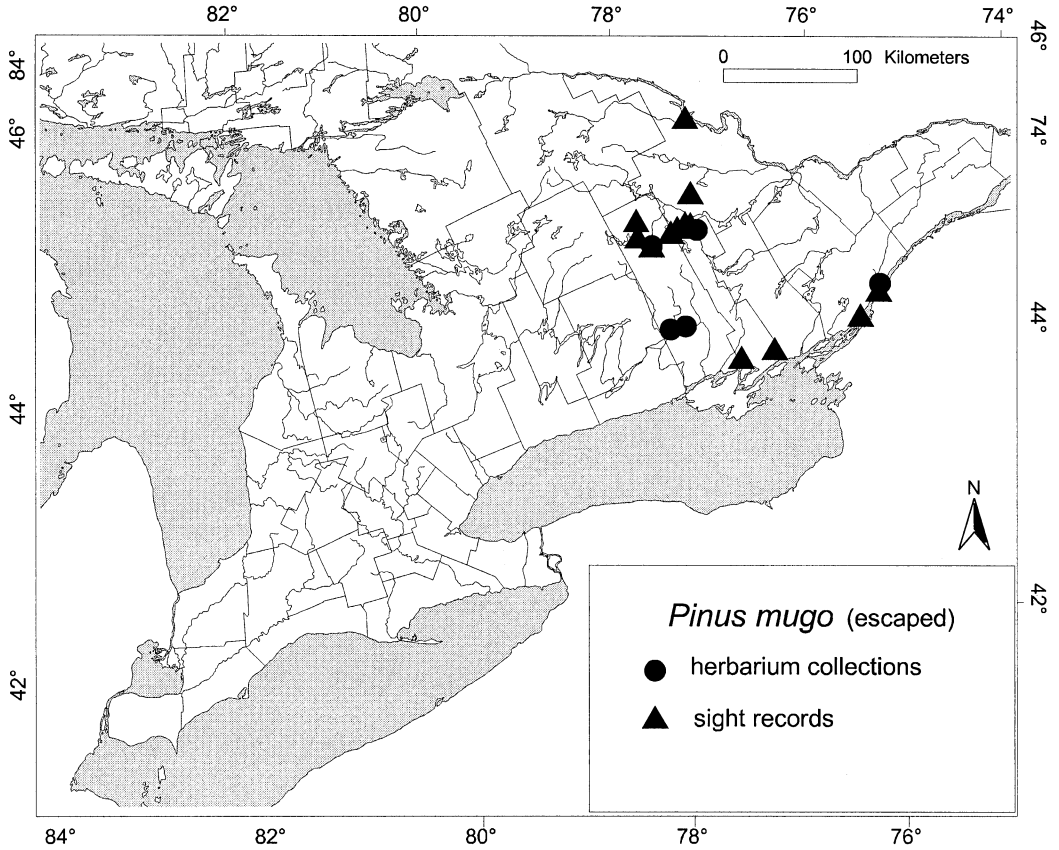 82° 80° 78° 76° 74°
46°
84°
0 100 Kilometers
46°
74°
44°
44°
N
42°
Pinus mugo (escaped)
herbarium collections
42°
sight records
84° 82° 80° 78° 76°